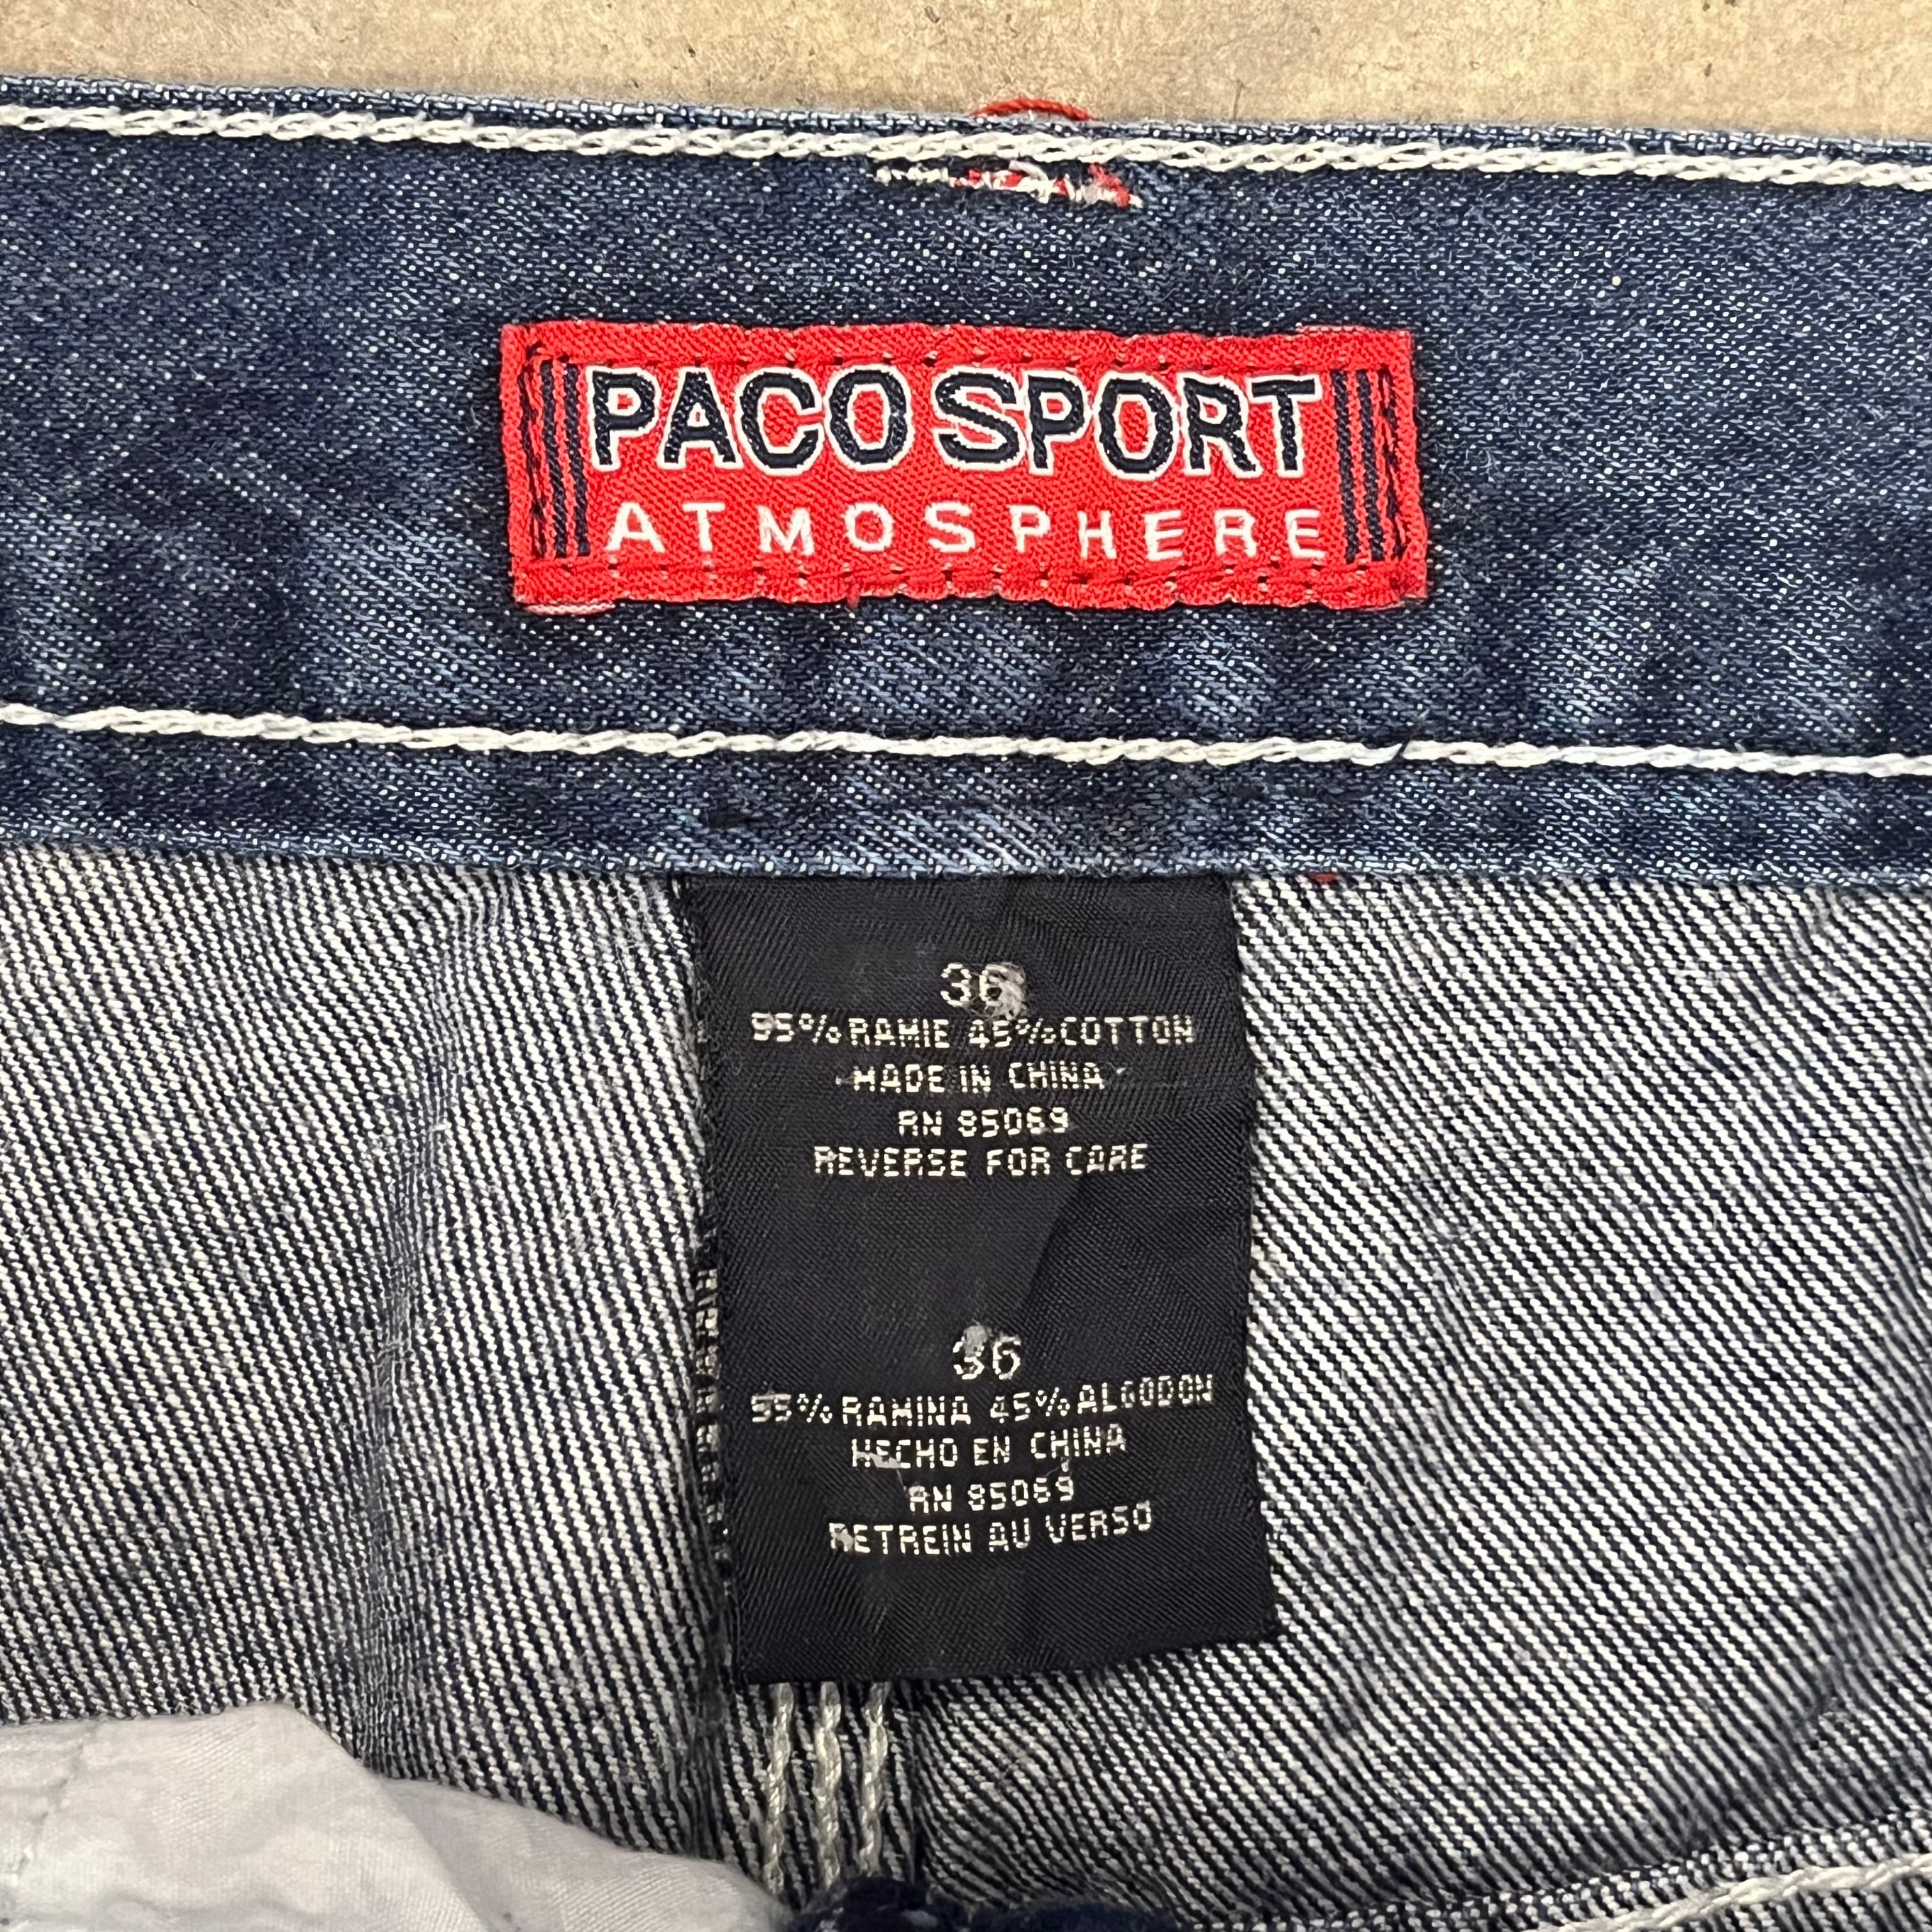 PACO SPORT
ATMOSPHERE
36
55% RAMIE 45% COTTON
MADE IN CHINA
RN 85069
REVERSE FOR CARE
36
55% RAMINA 45% ALGODON
HECHO EN CHINA
RN 85069
RETREIN AU VERSO